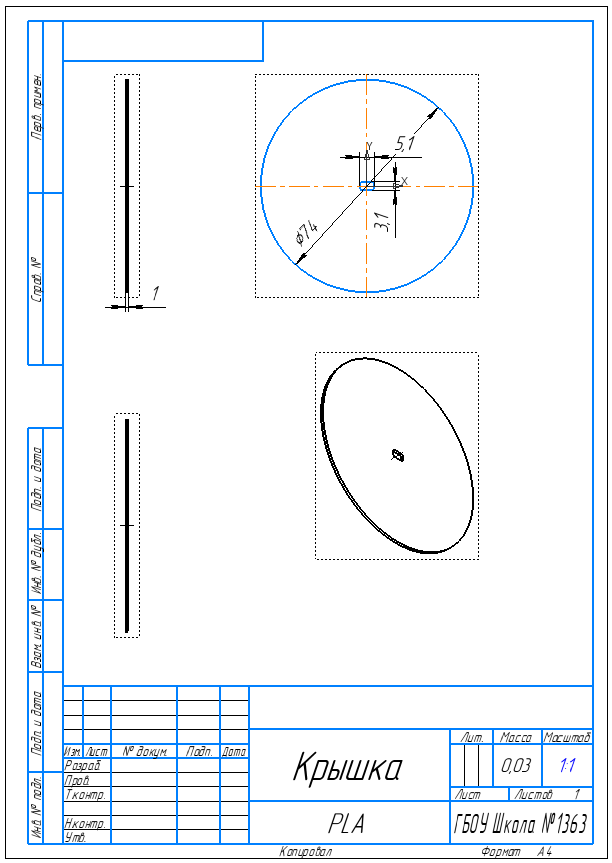 Перв. примен.
Справ. №
Подп. и дата
Инв. № дубл.
Взам. инв. №
Подп. и дата
Инв. № подл.
1
Y
X
5,1
3,1
⌀74
Изм. Лист № докум. Подп. Дата
Разраб.
Пров.
Т.контр.
Н.контр.
Утв.
Крышка
PLA
Лит. Масса Масштаб
0,03 1:1
Лист Листов 1
ГБОУ Школа №1363
Копировал Формат А4